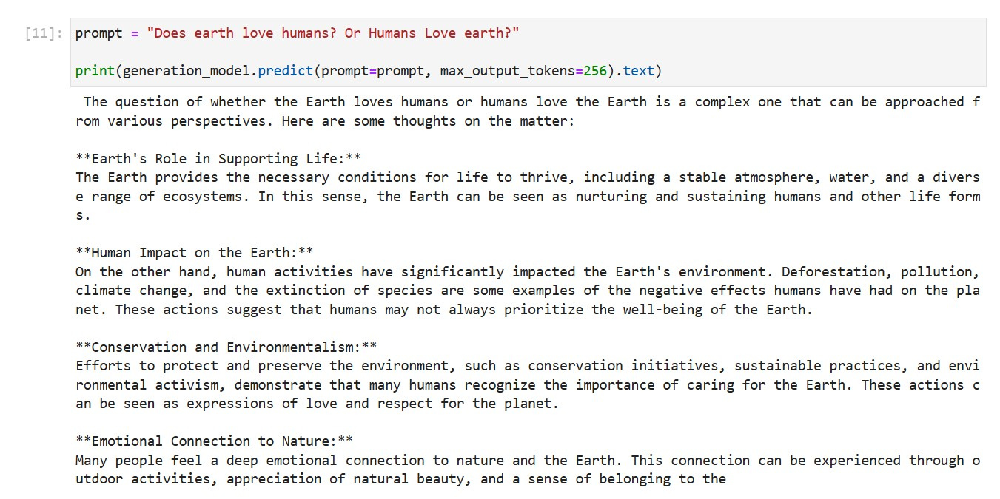 [11]: prompt = "Does earth love humans? Or Humans Love earth?"
print(generation_model.predict(prompt=prompt, max_output_tokens=256).text)
The question of whether the Earth loves humans or humans love the Earth is a complex one that can be approached f
rom various perspectives. Here are some thoughts on the matter:
**Earth's Role in Supporting Life:**
The Earth provides the necessary conditions for life to thrive, including a stable atmosphere, water, and a divers
e range of ecosystems. In this sense, the Earth can be seen as nurturing and sustaining humans and other life form
s.
**Human Impact on the Earth:**
On the other hand, human activities have significantly impacted the Earth's environment. Deforestation, pollution,
climate change, and the extinction of species are some examples of the negative effects humans have had on the pla
net. These actions suggest that humans may not always prioritize the well-being of the Earth.
**Conservation and Environmentalism:**
Efforts to protect and preserve the environment, such as conservation initiatives, sustainable practices, and envi
ronmental activism, demonstrate that many humans recognize the importance of caring for the Earth. These actions c
an be seen as expressions of love and respect for the planet.
**Emotional Connection to Nature:**
Many people feel a deep emotional connection to nature and the Earth. This connection can be experienced through o
utdoor activities, appreciation of natural beauty, and a sense of belonging to the